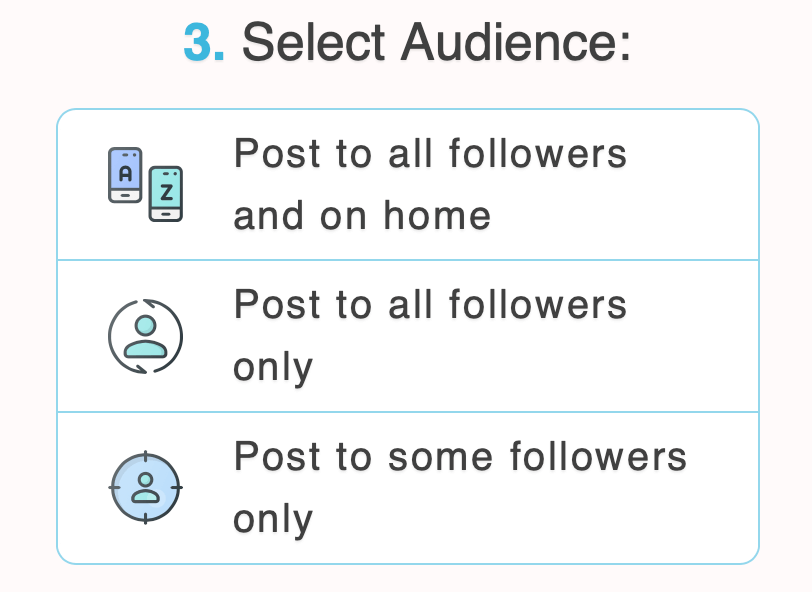 3. Select Audience:
A
Z
Post to all followers
and on home
Post to all followers
only
Post to some followers
only